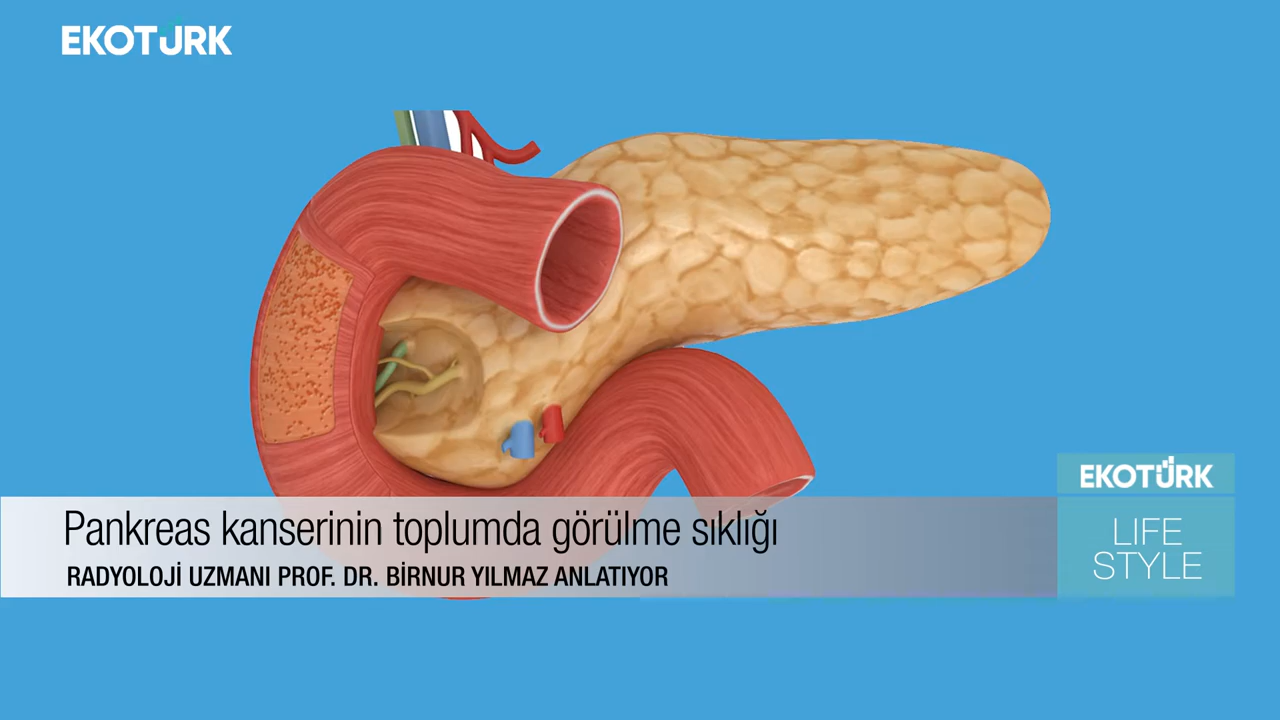 EKOTÜRK
Pankreas kanserinin toplumda görülme sıklığı
RADYOLOJİ UZMANI PROF. DR. BİRNUR YILMAZ ANLATIYOR
EKOTÜRK
LIFE
STYLE